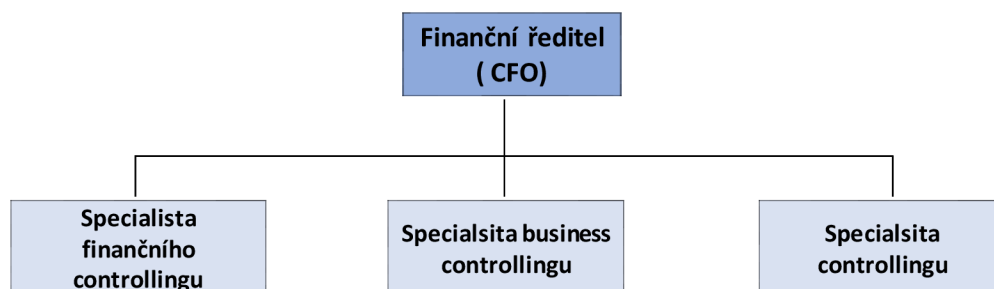 Finanční ředitel
( CFO)
Specialista
finančního
controllingu
Specialsita business
controllingu
Specialsita
controllingu